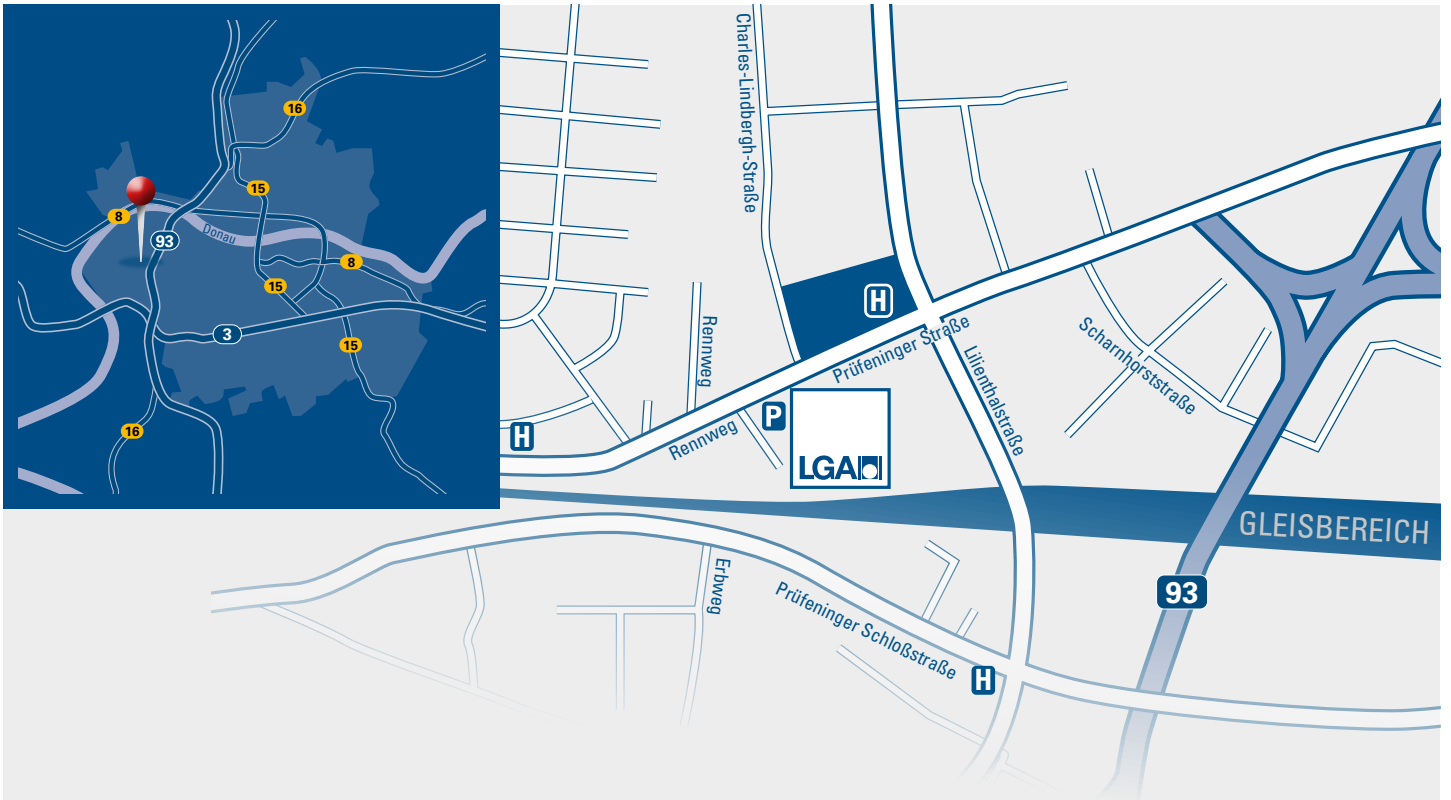 16
15
8
93
Donau
8
15
3
15
16
Charles-Lindbergh-Straße
H
Prüfeninger Straße
Rennweg
Scharnhorststraße
Lilienthalstraße
P
H
Rennweg
LGA
GLEISBEREICH
93
Erbweg
Prüfeninger Schloßstraße
H